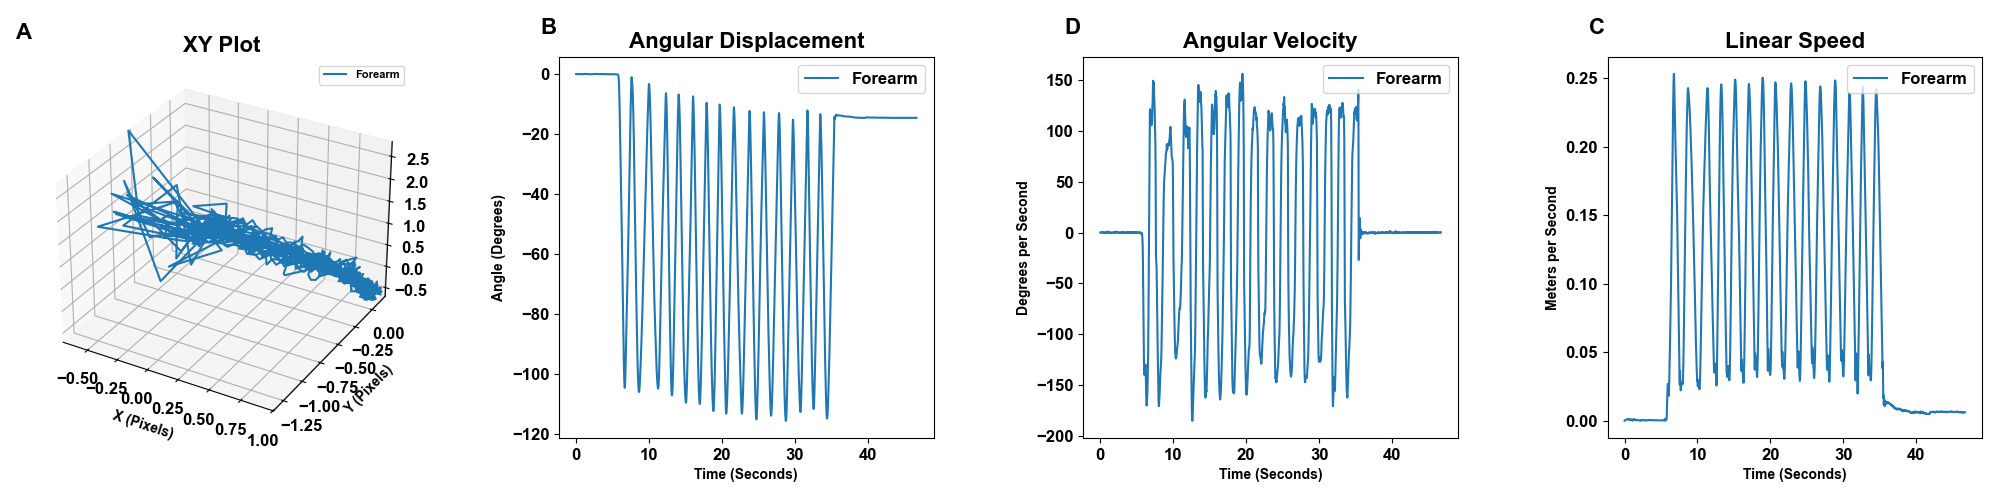 A
XY Plot
Forearm
2.5
2.0
1.5
1.0
0.5
0.0
−0.5
0.00
−0.25
−0.50
−0.75
−1.00
−1.25
Y (Pixels)
−0.50
−0.25
0.00
0.25
0.50
0.75
1.00
X (Pixels)
B
Angular Displacement
Forearm
0
−20
−40
−60
−80
−100
−120
Angle (Degrees)
0 10 20 30 40
Time (Seconds)
D
Angular Velocity
Forearm
150
100
50
0
−50
−100
−150
−200
Degrees per Second
0 10 20 30 40
Time (Seconds)
C
Linear Speed
Forearm
0.25
0.20
0.15
0.10
0.05
0.00
Meters per Second
0 10 20 30 40
Time (Seconds)